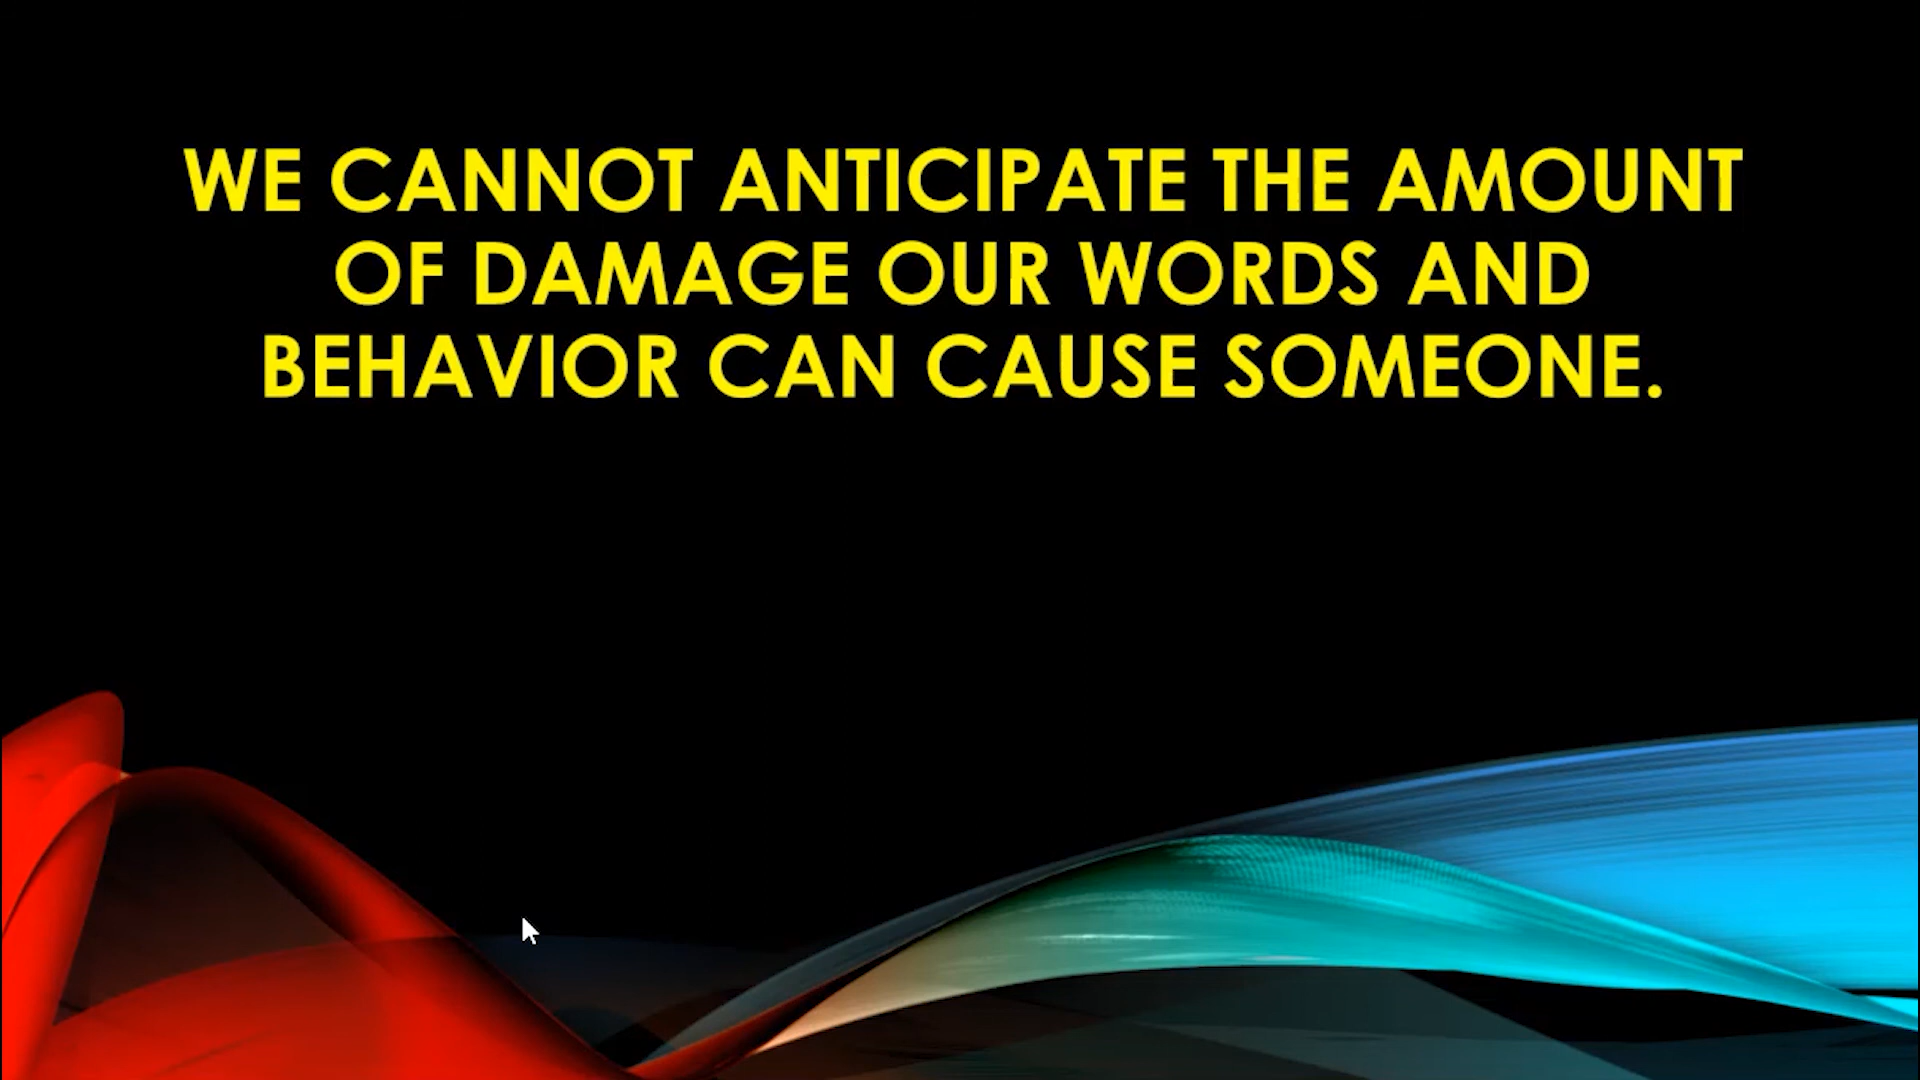 WE CANNOT ANTICIPATE THE AMOUNT
OF DAMAGE OUR WORDS AND
BEHAVIOR CAN CAUSE SOMEONE.